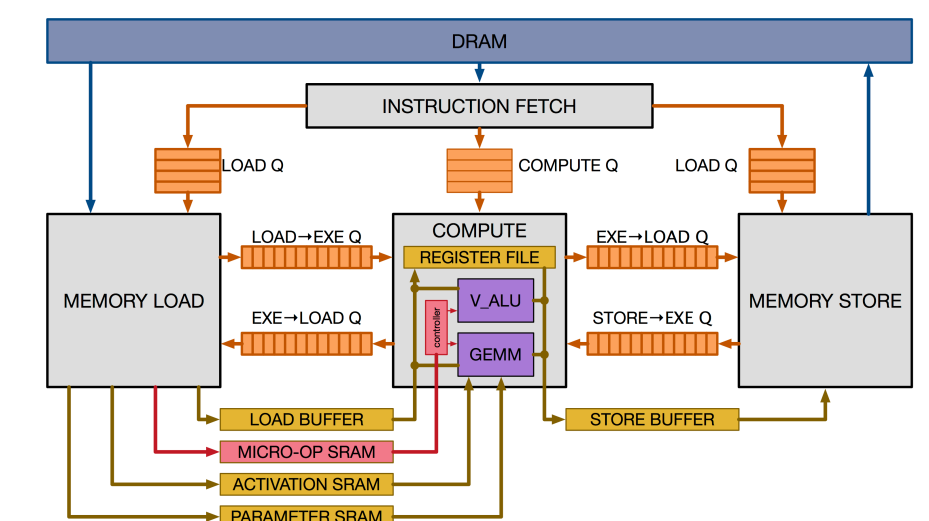 DRAM
INSTRUCTION FETCH
LOAD Q
COMPUTE Q
LOAD Q
MEMORY LOAD
LOAD→EXE Q
COMPUTE
REGISTER FILE
EXE→LOAD Q
MEMORY STORE
V_ALU
controller
EXE→LOAD Q
STORE→EXE Q
GEMM
LOAD BUFFER
STORE BUFFER
MICRO-OP SRAM
ACTIVATION SRAM
PARAMETER SRAM